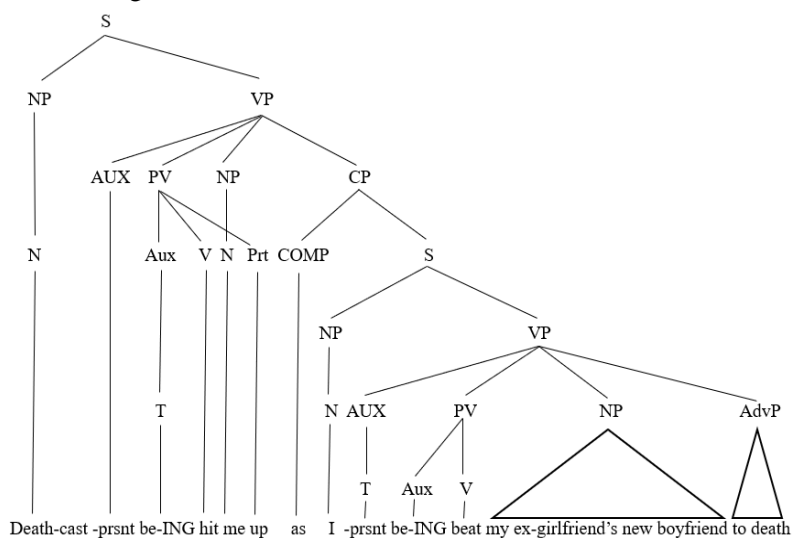 S
NP VP
AUX PV NP CP
N Aux V N Prt COMP S
NP VP
T N AUX PV NP AdvP
T Aux V
Death-cast -prsnt be-ING hit me up as I -prsnt be-ING beat my ex-girlfriend's new boyfriend to death